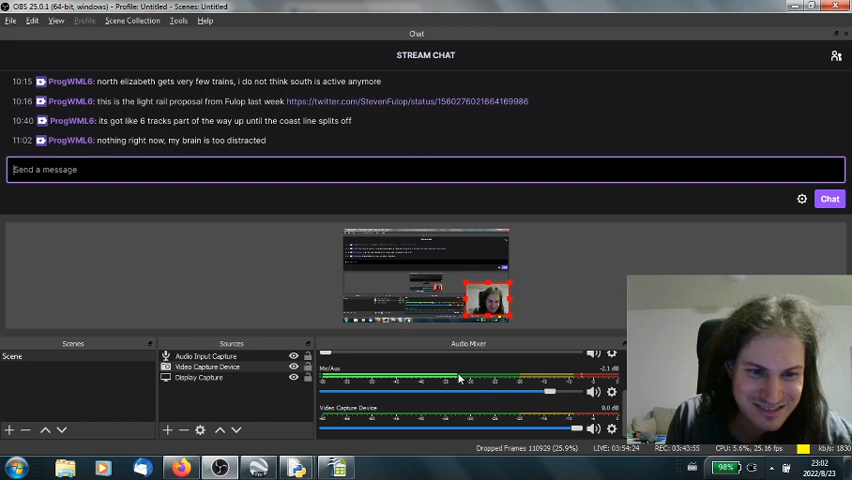 OBS 25.0.1 (64-bit, windows) - Profile: Untitled - Scenes: Untitled
File Edit View Profile Scene Collection Tools Help
Chat
STREAM CHAT
10:15 ProgWML6: north elizabeth gets very few trains, i do not think south is active anymore
10:16 ProgWML6: this is the light rail proposal from Fulop last week https://twitter.com/StevenFulop/status/1560276021664169986
10:40 ProgWML6: its got like 6 tracks part of the way up until the coast line splits off
11:02 ProgWML6: nothing right now, my brain is too distracted
Send a message
Chat
Scenes Sources Audio Mixer
Scene
Audio Input Capture
Video Capture Device
Display Capture
Mic/Aux -2.1 dB
Video Capture Device 0.0 dB
Dropped Frames 110929 (25.9%) LIVE: 03:54:24 REC: 03:43:55 CPU: 5.6%, 25.16 fps kb/s: 1830
98%
23:02
2022/8/23